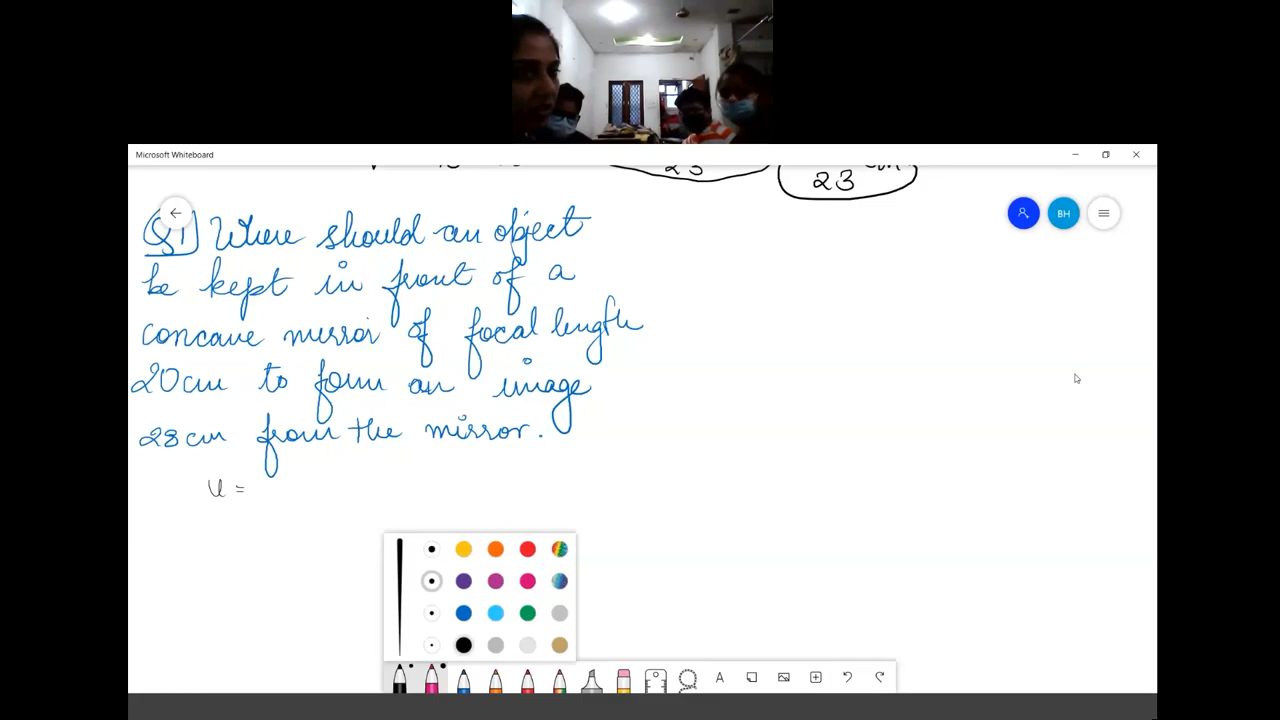 Microsoft Whiteboard
23
23 cm
Q1 Where should an object
be kept in front of a
concave mirror of focal length
20cm to form an image
28cm from the mirror.
u =
BH
A